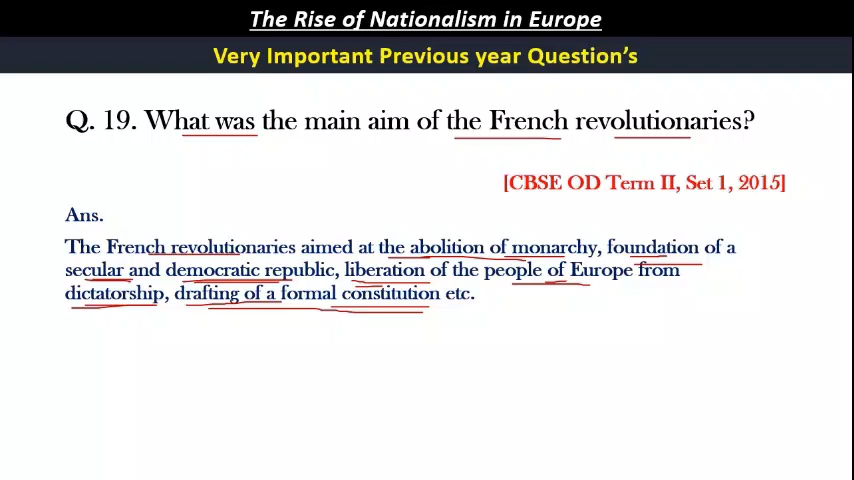 The Rise of Nationalism in Europe
Very Important Previous year Question's
Q. 19. What was the main aim of the French revolutionaries?
[CBSE OD Term II, Set 1, 2015]
Ans.
The French revolutionaries aimed at the abolition of monarchy, foundation of a
secular and democratic republic, liberation of the people of Europe from
dictatorship, drafting of a formal constitution etc.